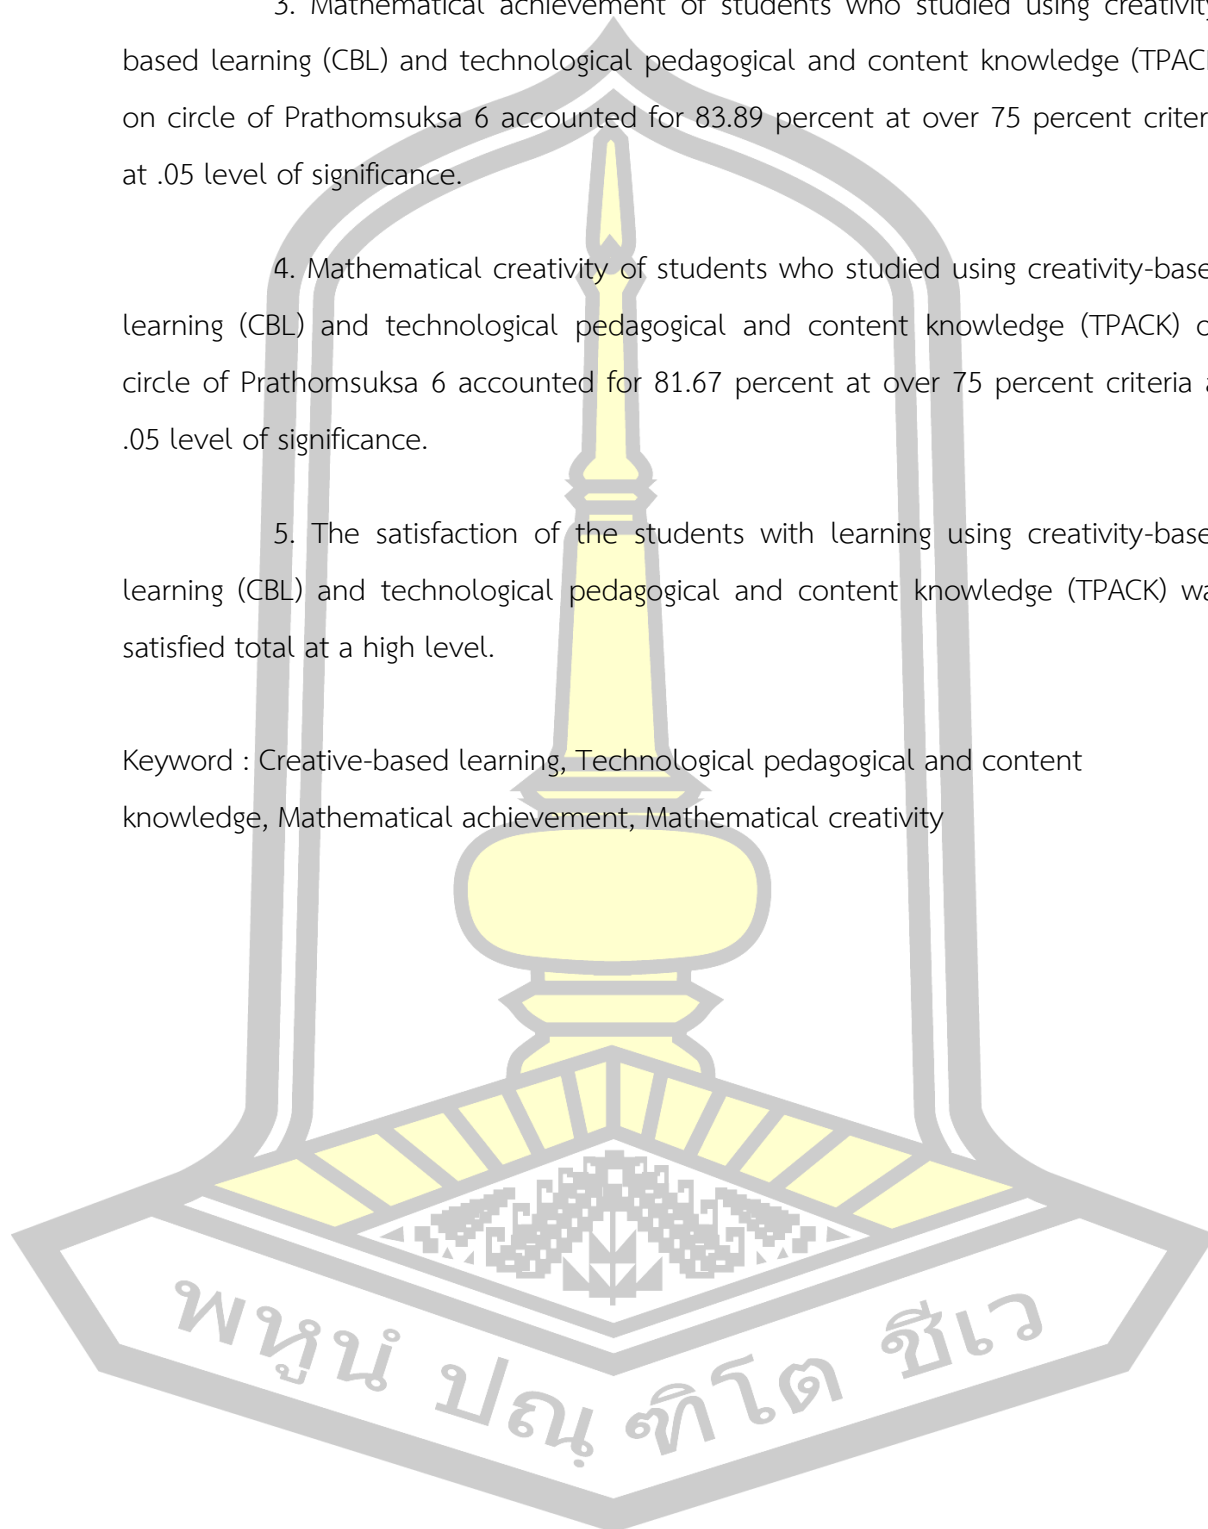 3. Mathematical achievement of students who studied using creativity
based learning (CBL) and technological pedagogical and content knowledge (TPACK
on circle of Prathomsuksa 6 accounted for 83.89 percent at over 75 percent criter
at .05 level of significance.
4. Mathematical creativity of students who studied using creativity-base
learning (CBL) and technological pedagogical and content knowledge (TPACK) o
circle of Prathomsuksa 6 accounted for 81.67 percent at over 75 percent criteria a
.05 level of significance.
5. The satisfaction of the students with learning using creativity-base
learning (CBL) and technological pedagogical and content knowledge (TPACK) wa
satisfied total at a high level.
Keyword : Creative-based learning, Technological pedagogical and content
knowledge, Mathematical achievement, Mathematical creativity
พหูนํ ปณฺฑิโต ชีเว